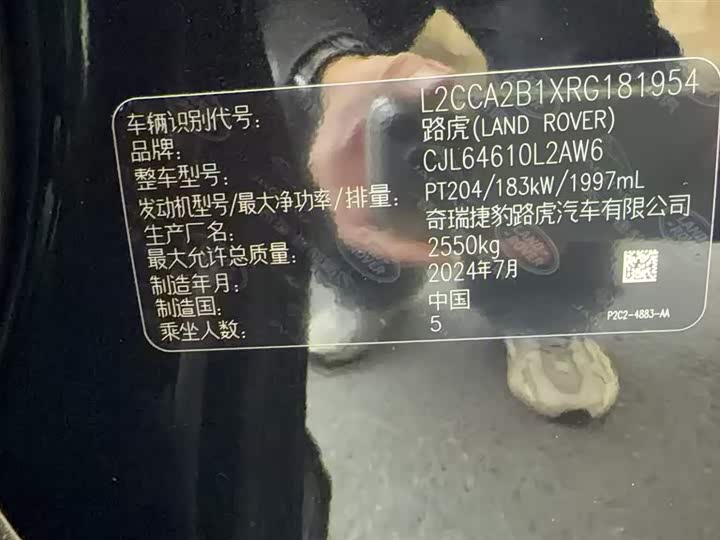 车辆识别代号: L2CCA2B1XRG181954
品牌: 路虎(LAND ROVER)
整车型号: CJL64610L2AW6
发动机型号/最大净功率/排量: PT204/183kW/1997mL
生产厂名: 奇瑞捷豹路虎汽车有限公司
最大允许总质量: 2550kg
制造年月: 2024年7月
制造国: 中国
乘坐人数: 5
P2C2-4883-AA